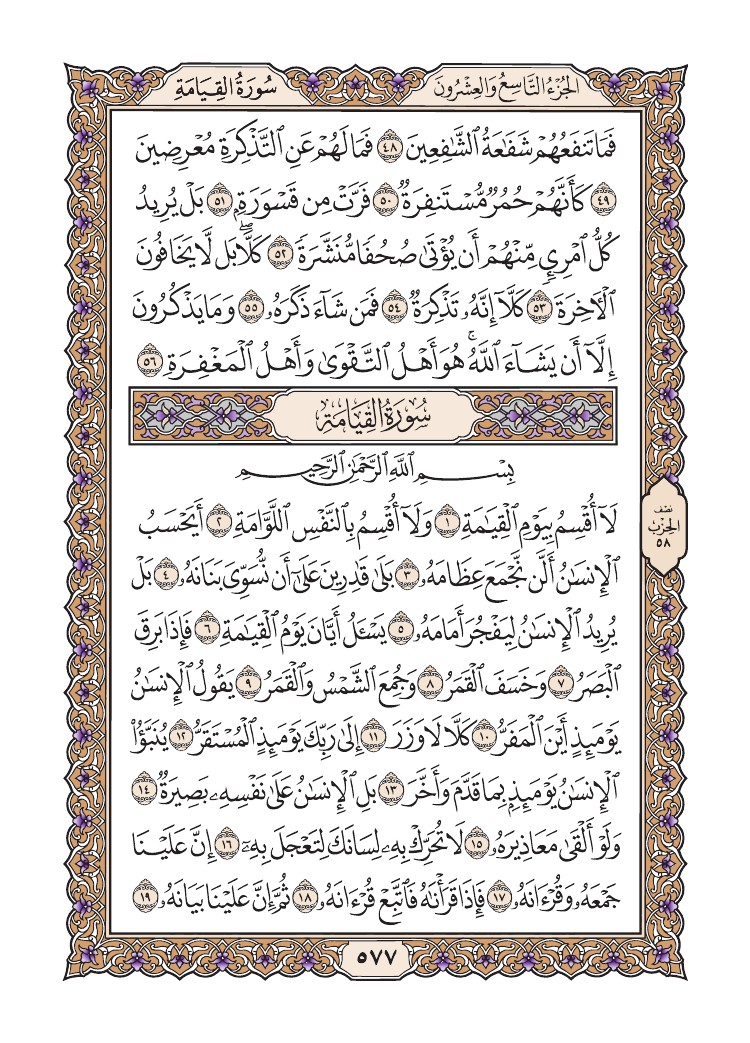 الجُزْءُ التَّاسِعُ وَالعِشْرُونَ
سُورَةُ القِيَامَةِ
فَمَا تَنفَعُهُمْ شَفَٰعَةُ ٱلشَّٰفِعِينَ ٤٨ فَمَا لَهُمْ عَنِ ٱلتَّذْكِرَةِ مُعْرِضِينَ
٤٩ كَأَنَّهُمْ حُمُرٌ مُّسْتَنفِرَةٌ ٥٠ فَرَّتْ مِن قَسْوَرَةٍۭ ٥١ بَلْ يُرِيدُ
كُلُّ ٱمْرِئٍ مِّنْهُمْ أَن يُؤْتَىٰ صُحُفًا مُّنَشَّرَةً ٥٢ كَلَّاۖ بَل لَّا يَخَافُونَ
ٱلْأٓخِرَةَ ٥٣ كَلَّآ إِنَّهُۥ تَذْكِرَةٌ ٥٤ فَمَن شَآءَ ذَكَرَهُۥ ٥٥ وَمَا يَذْكُرُونَ
إِلَّآ أَن يَشَآءَ ٱللَّهُۚ هُوَ أَهْلُ ٱلتَّقْوَىٰ وَأَهْلُ ٱلْمَغْفِرَةِ ٥٦
سُورَةُ القِيَامَةِ
بِسْمِ ٱللَّهِ ٱلرَّحْمَٰنِ ٱلرَّحِيمِ
لَآ أُقْسِمُ بِيَوْمِ ٱلْقِيَٰمَةِ ١ وَلَآ أُقْسِمُ بِٱلنَّفْسِ ٱللَّوَّامَةِ ٢ أَيَحْسَبُ
ٱلْإِنسَٰنُ أَلَّن نَّجْمَعَ عِظَامَهُۥ ٣ بَلَىٰ قَٰدِرِينَ عَلَىٰٓ أَن نُّسَوِّىَ بَنَانَهُۥ ٤ بَلْ
يُرِيدُ ٱلْإِنسَٰنُ لِيَفْجُرَ أَمَامَهُۥ ٥ يَسْـَٔلُ أَيَّانَ يَوْمُ ٱلْقِيَٰمَةِ ٦ فَإِذَا بَرِقَ
ٱلْبَصَرُ ٧ وَخَسَفَ ٱلْقَمَرُ ٨ وَجُمِعَ ٱلشَّمْسُ وَٱلْقَمَرُ ٩ يَقُولُ ٱلْإِنسَٰنُ
يَوْمَئِذٍ أَيْنَ ٱلْمَفَرُّ ١٠ كَلَّا لَا وَزَرَ ١١ إِلَىٰ رَبِّكَ يَوْمَئِذٍ ٱلْمُسْتَقَرُّ ١٢ يُنَبَّؤُا۟
ٱلْإِنسَٰنُ يَوْمَئِذٍۭ بِمَا قَدَّمَ وَأَخَّرَ ١٣ بَلِ ٱلْإِنسَٰنُ عَلَىٰ نَفْسِهِۦ بَصِيرَةٌ ١٤
وَلَوْ أَلْقَىٰ مَعَاذِيرَهُۥ ١٥ لَا تُحَرِّكْ بِهِۦ لِسَانَكَ لِتَعْجَلَ بِهِۦٓ ١٦ إِنَّ عَلَيْنَا
جَمْعَهُۥ وَقُرْءَانَهُۥ ١٧ فَإِذَا قَرَأْنَٰهُ فَٱتَّبِعْ قُرْءَانَهُۥ ١٨ ثُمَّ إِنَّ عَلَيْنَا بَيَانَهُۥ ١٩
نصف
الحزب
٥٨
٥٧٧